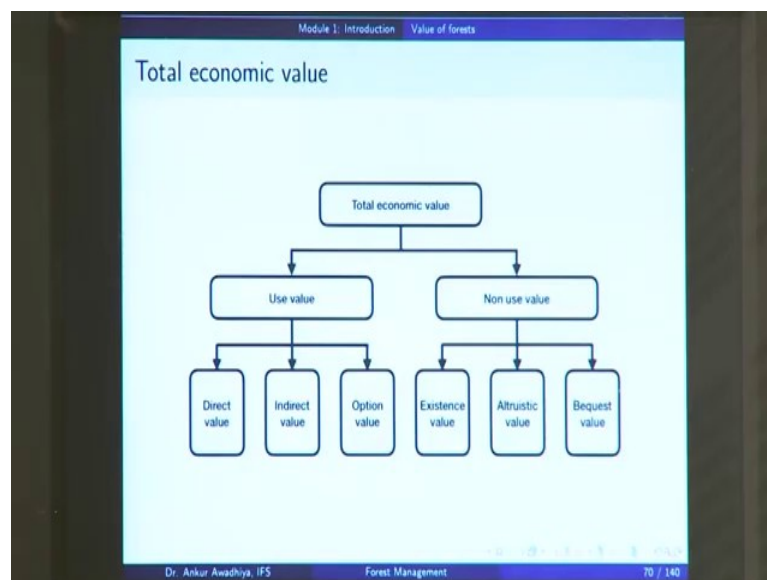 Module 1: Introduction Value of forests
Total economic value
Total economic value
Use value Non use value
Direct value
Indirect value
Option value
Existence value
Altruistic value
Bequest value
Dr. Ankur Awadhiya, IFS Forest Management 70 / 140